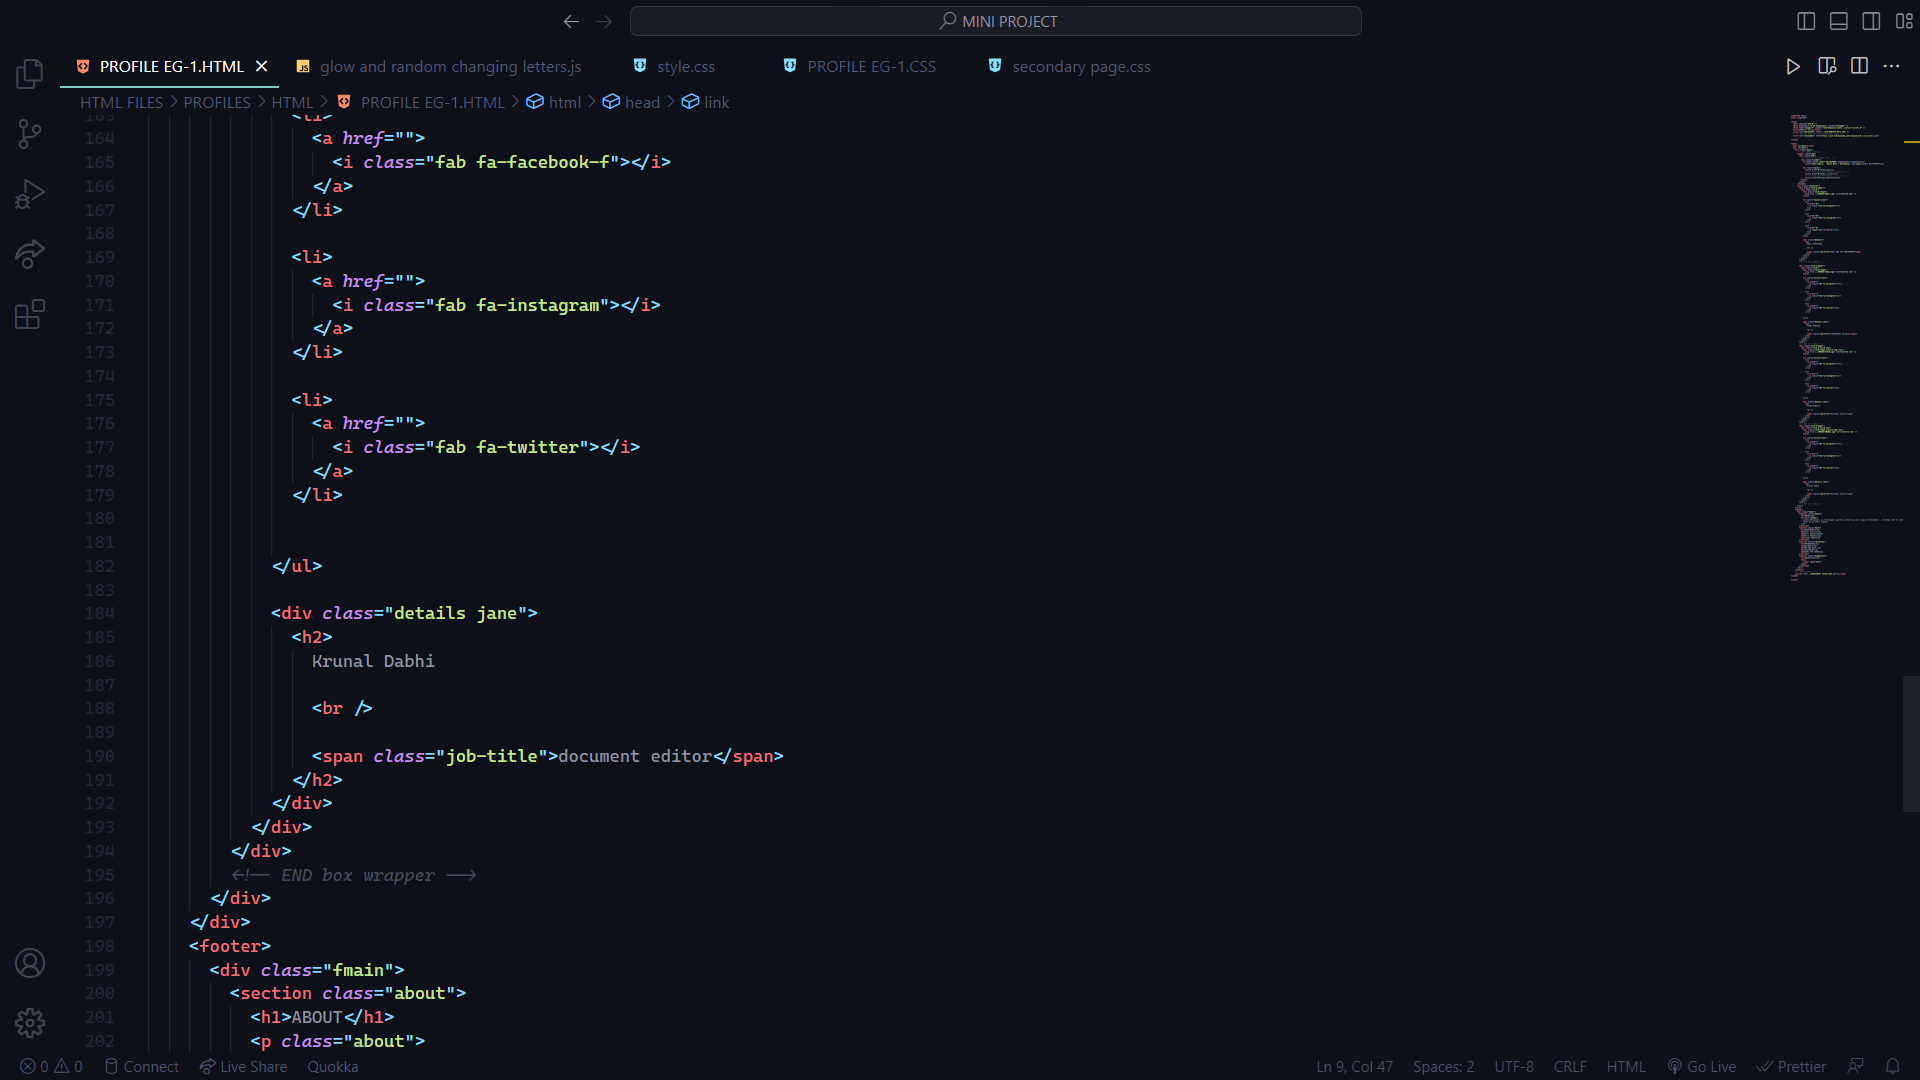 MINI PROJECT
PROFILE EG-1.HTML
glow and random changing letters.js
style.css
PROFILE EG-1.CSS
secondary page.css
HTML FILES > PROFILES > HTML > PROFILE EG-1.HTML > html > head > link
163 <li>
164 <a href="">
165 <i class="fab fa-facebook-f"></i>
166 </a>
167 </li>
168
169 <li>
170 <a href="">
171 <i class="fab fa-instagram"></i>
172 </a>
173 </li>
174
175 <li>
176 <a href="">
177 <i class="fab fa-twitter"></i>
178 </a>
179 </li>
180
181
182 </ul>
183
184 <div class="details jane">
185 <h2>
186 Krunal Dabhi
187
188 <br />
189
190 <span class="job-title">document editor</span>
191 </h2>
192 </div>
193 </div>
194 </div>
195 <!-- END box wrapper -->
196 </div>
197 </div>
198 <footer>
199 <div class="fmain">
200 <section class="about">
201 <h1>ABOUT</h1>
202 <p class="about">
0 0 Connect Live Share Quokka Ln 9, Col 47 Spaces: 2 UTF-8 CRLF HTML Go Live Prettier